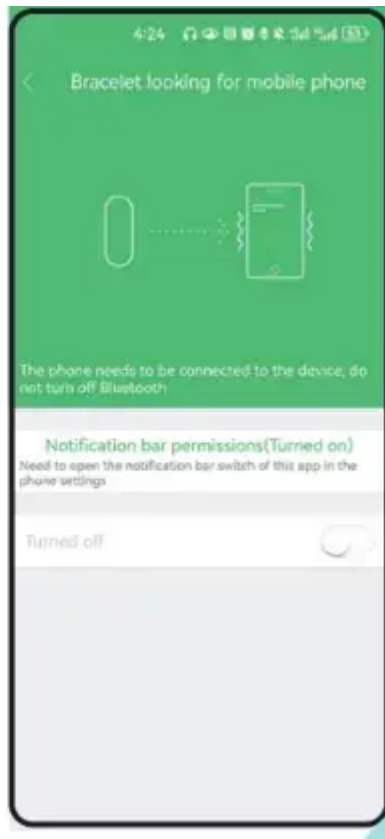 4:24
Bracelet looking for mobile phone
The phone needs to be connected to the device, do
not turn off Bluetooth
Notification bar permissions(Turned on)
Need to open the notification bar switch of this app in the
phone settings
Turned off